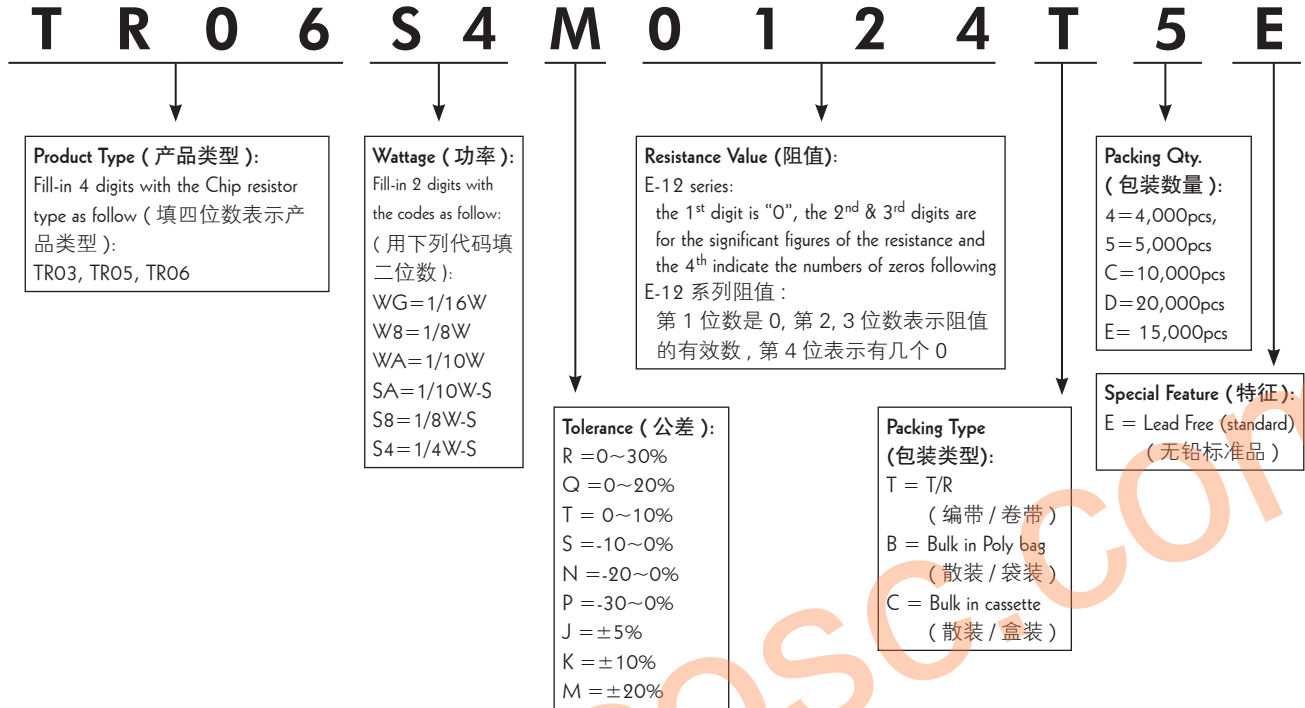 T R 0 6 S 4 M 0 1 2 4 T 5 E
Product Type ( 产品类型 ):
Fill-in 4 digits with the Chip resistor
type as follow ( 填四位数表示产
品类型 ):
TR03, TR05, TR06
Wattage ( 功率 ):
Fill-in 2 digits with
the codes as follow:
( 用下列代码填
二位数 ):
WG=1/16W
W8=1/8W
WA=1/10W
SA=1/10W-S
S8=1/8W-S
S4=1/4W-S
Tolerance ( 公差 ):
R =0~30%
Q =0~20%
T = 0~10%
S =-10~0%
N =-20~0%
P =-30~0%
J =±5%
K =±10%
M =±20%
Resistance Value (阻值):
E-12 series:
the 1st digit is “0”, the 2nd & 3rd digits are
for the significant figures of the resistance and
the 4th indicate the numbers of zeros following
E-12 系列阻值 :
第 1 位数是 0, 第 2, 3 位数表示阻值
的有效数 , 第 4 位表示有几个 0
Packing Type
(包装类型):
T = T/R
( 编带 / 卷带 )
B = Bulk in Poly bag
( 散装 / 袋装 )
C = Bulk in cassette
( 散装 / 盒装 )
Packing Qty.
( 包装数量 ):
4=4,000pcs,
5=5,000pcs
C=10,000pcs
D=20,000pcs
E= 15,000pcs
Special Feature ( 特征 ):
E = Lead Free (standard)
( 无铅标准品 )
osc.com